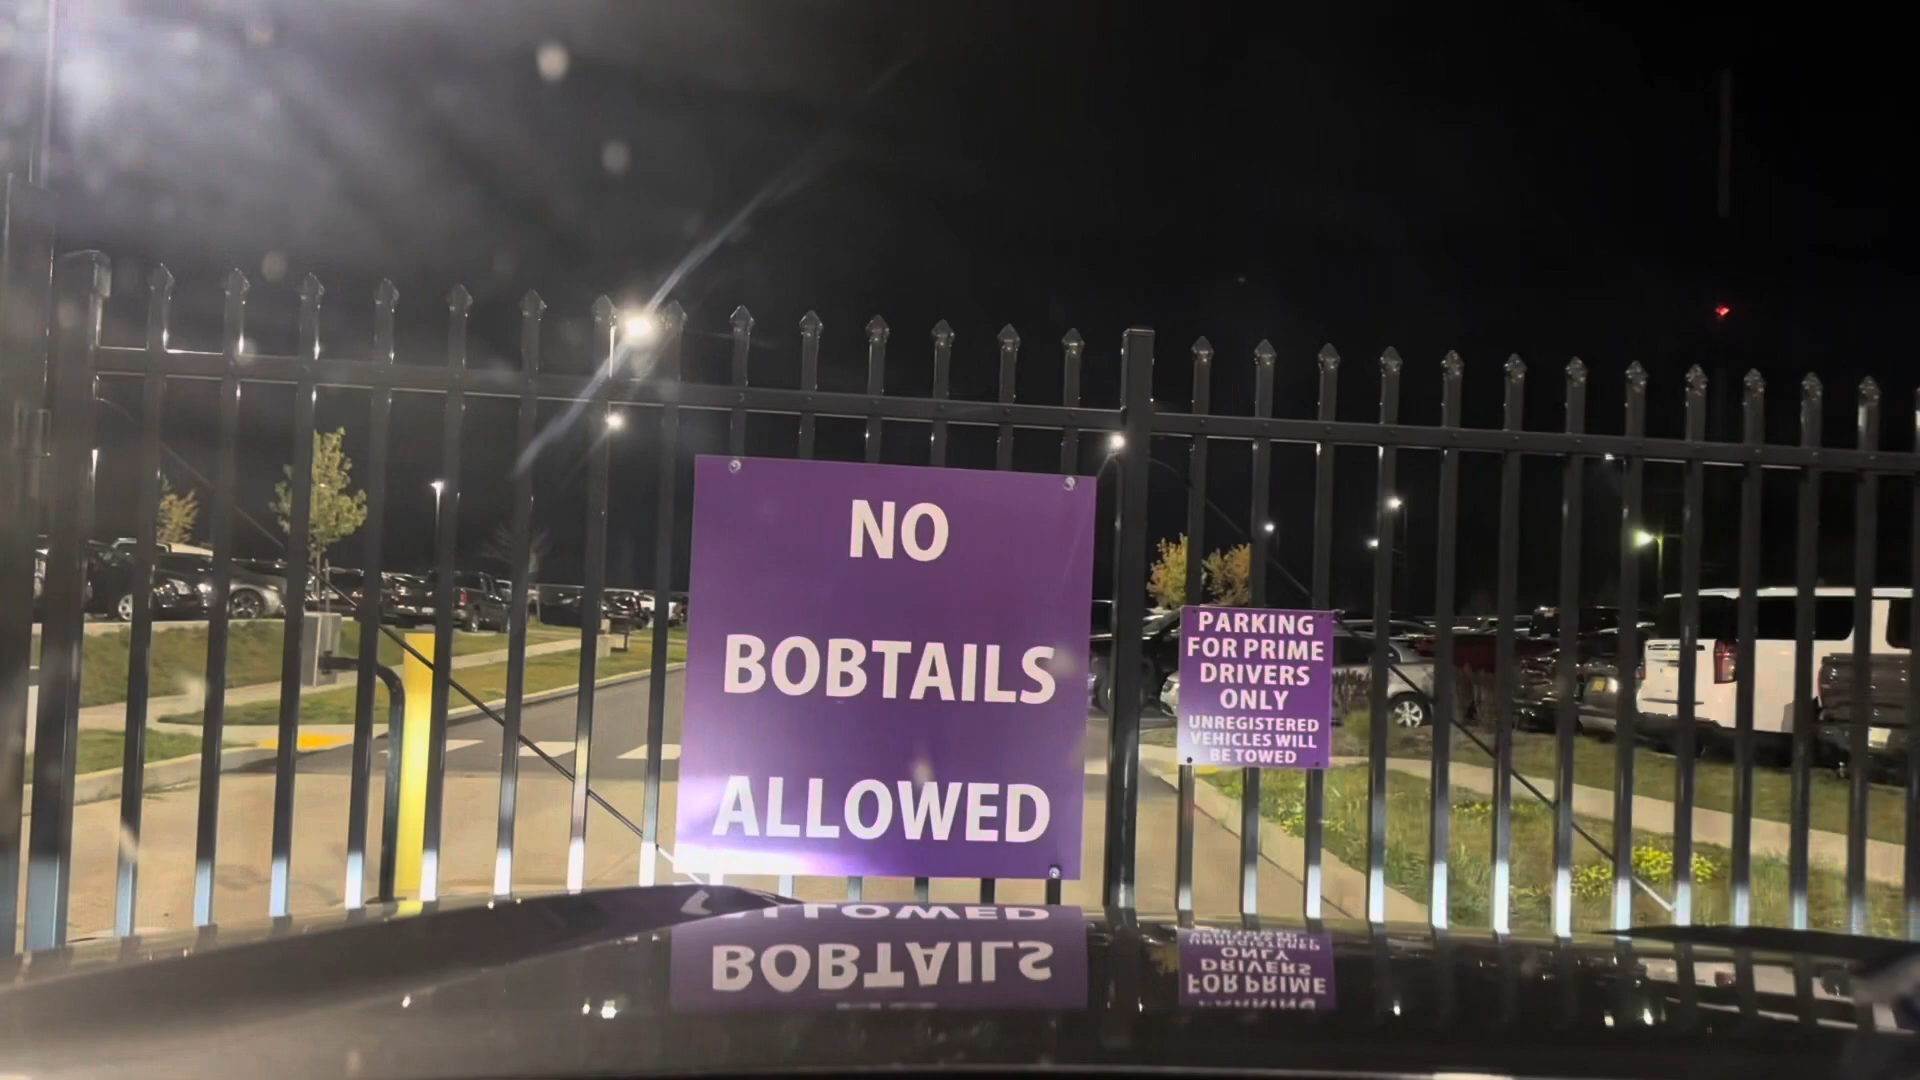 NO
BOBTAILS
ALLOWED
PARKING
FOR PRIME
DRIVERS
ONLY
UNREGISTERED
VEHICLES WILL
BE TOWED